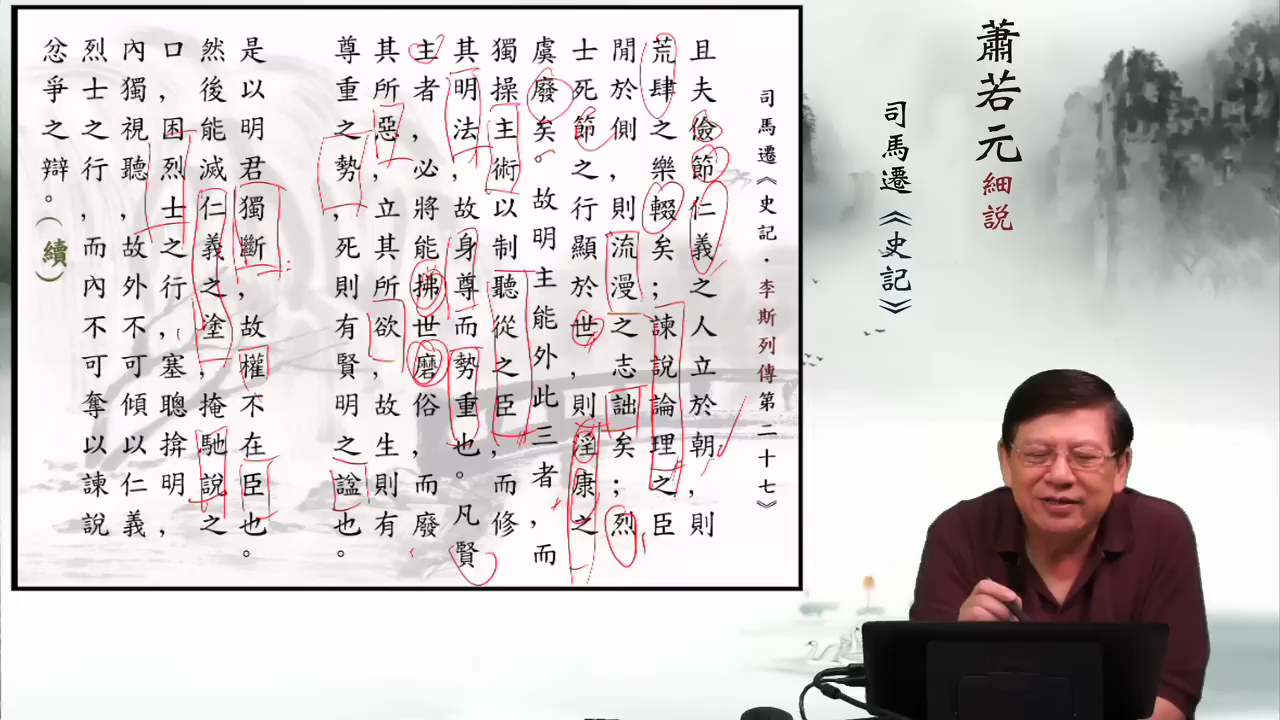 蕭若元細說
司馬遷《史記》
司馬遷《史記．李斯列傳第二十七》
且夫儉節仁義之人立於朝，則
荒肆之樂輟矣；諫說論理之臣
閒於側，則流漫之志詘矣；烈
士死節之行顯於世，則淫康之
虞廢矣。故明主能外此三者，而
獨操主術以制聽從之臣，而修
其明法，故身尊而勢重也。凡賢
主者，必將能拂世磨俗，而廢
其所惡，立其所欲，故生則有
尊重之勢，死則有賢明之諡也。
是以明君獨斷，故權不在臣也。
然後能滅仁義之塗，掩馳說之
口，困烈士之行，塞聰揜明，
內獨視聽，故外不可傾以仁義
烈士之行，而內不可奪以諫說
忿爭之辯。（續）